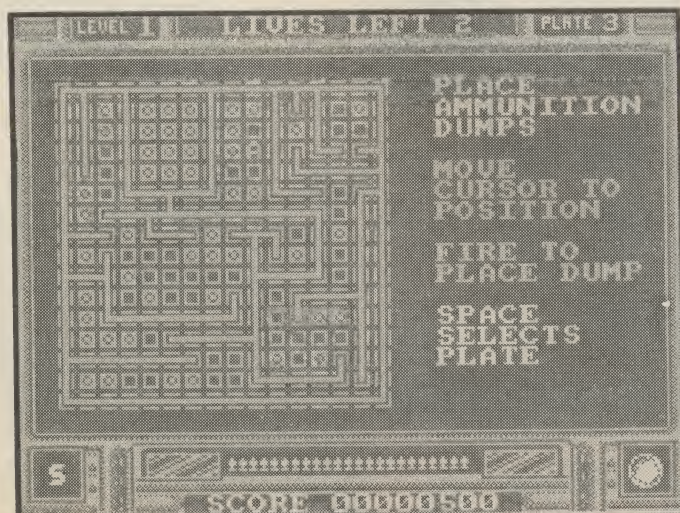 LEVEL 1 LIVES LEFT 2 PLATE 3
PLACE
AMMUNITION
DUMPS
MOVE
CURSOR TO
POSITION
FIRE TO
PLACE DUMP
SPACE
SELECTS
PLATE
S
SCORE 00000500